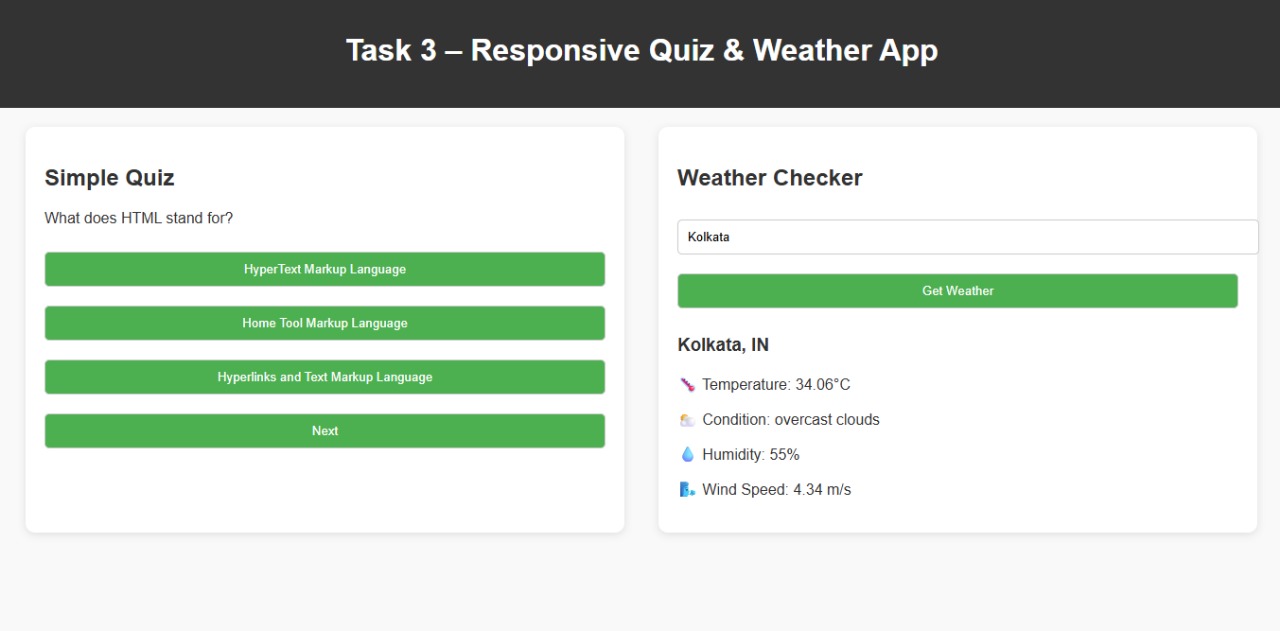 Task 3 – Responsive Quiz & Weather App
Simple Quiz
What does HTML stand for?
HyperText Markup Language
Home Tool Markup Language
Hyperlinks and Text Markup Language
Next
Weather Checker
Kolkata
Get Weather
Kolkata, IN
Temperature: 34.06°C
Condition: overcast clouds
Humidity: 55%
Wind Speed: 4.34 m/s